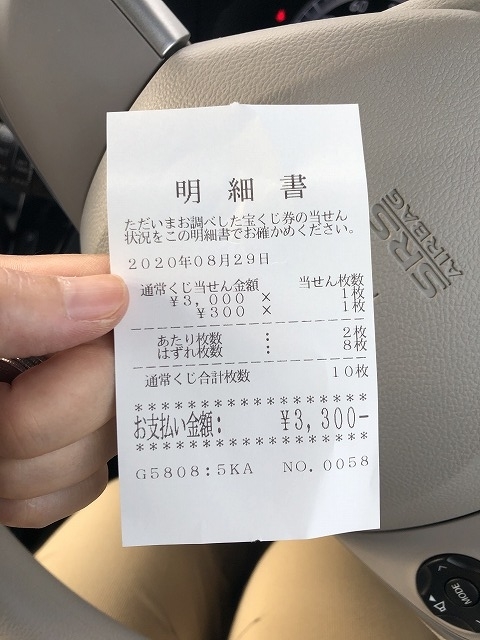 明細書
ただいまお調べした宝くじ券の当せん
状況をこの明細書でお確かめください。
2020年08月29日
通常くじ当せん金額 当せん枚数
¥3,000 × 1枚
¥300 × 1枚
あたり枚数 : 2枚
はずれ枚数 : 8枚
通常くじ合計枚数 10枚
****************
お支払い金額: ¥3,300-
****************
G5808:5KA NO.0058
SRS
AIRBAG
MODE
60